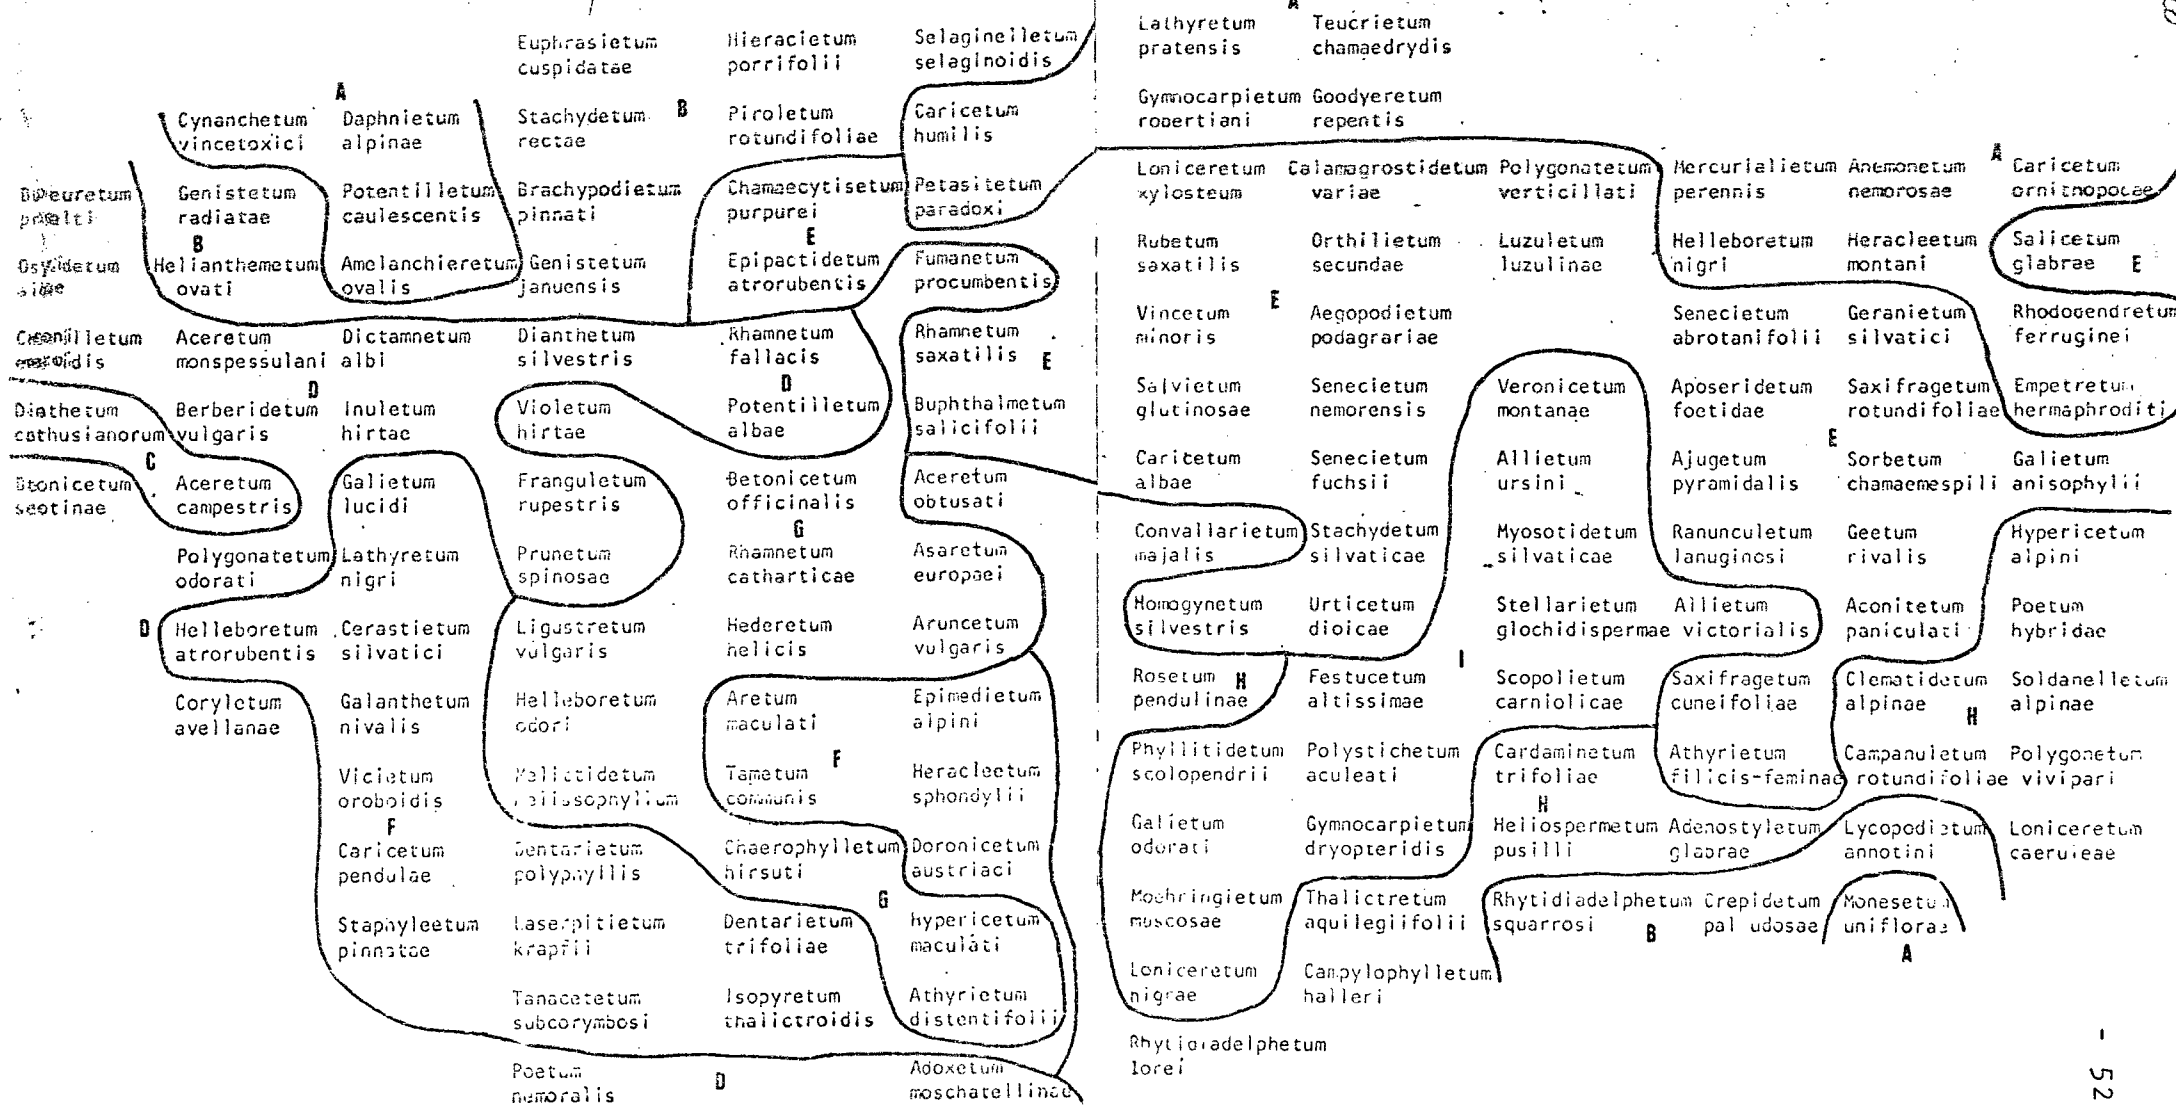 A
Lathyretum Teucrietum
Euphrasietum Hieracietum Selaginelletum pratensis chamaedrydis
cuspidatae porrifolii selaginoidis
A B Gymnocarpietum Goodyeretum
Cynanchetum Daphnietum Stachydetum Piroletum Caricetum robertiani repentis
vincetoxici alpinae rectae rotundifoliae humilis
A
Loniceretum Calamagrostidetum Polygonatetum Mercurialietum Anemonetum Caricetum
Genistetum Potentilletum Brachypodietum Chamaecytisetum Petasitetum xylosteum variae verticillati perennis nemorosae
radiatae caulescentis pinnati purpurei paradoxi
B E
Rubetum Orthilietum Luzuletum Helleboretum Heracleetum Salicetum
Helianthemetum Amelanchieretum Genistetum Epipactidetum Fumanetum saxatilis secundae luzulinae nigri montani glabrae E
ovati ovalis januensis atrorubentis procumbentis
E
Vincetum Aegopodietum Senecietum Geranietum Rhododendretum
Aceretum Dictamnetum Dianthetum Rhamnetum Rhamnetum minoris podagrariae abrotanifolii silvatici ferruginei
monspessulani albi silvestris fallacis saxatilis E
D D
Salvietum Senecietum Veronicetum Aposeridetum Saxifragetum Empetretum
Berberidetum Inuletum Violetum Potentilletum Buphthalmetum glutinosae nemorensis montanae foetidae rotundifoliae hermaphroditi
cathusianorum vulgaris hirtae hirtae albae salicifolii
C E
Caricetum Senecietum Allietum Ajugetum Sorbetum Galietum
Aceretum Galietum Franguletum Betonicetum Aceretum albae fuchsii ursini pyramidalis chamaemespili anisophylii
campestris lucidi rupestris officinalis obtusati
G
Convallarietum Stachydetum Myosotidetum Ranunculetum Geetum Hypericetum
Polygonatetum Lathyretum Prunetum Rhamnetum Asaretum majalis silvaticae silvaticae lanuginosi rivalis alpini
odorati nigri spinosae catharticae europaei
Homogynetum Urticetum Stellarietum Allietum Aconitetum Poetum
D Helleboretum Cerastietum Ligustretum Hederetum Aruncetum silvestris dioicae glochidispermae victorialis paniculati hybridae
atrorubentis silvatici vulgaris helicis vulgaris
I
Rosetum H Festucetum Scopolietum Saxifragetum Clematidetum Soldanelletum
Coryletum Galanthetum Helleboretum Aretum Epimedietum pendulinae altissimae carniolicae cuneifoliae alpinae alpinae
avellanae nivalis odori maculati alpini H
Phyllitidetum Polystichetum Cardaminetum Athyrietum Campanuletum Polygonetum
Vicietum Tametum F Heracleetum scolopendrii aculeati trifoliae filicis-feminae rotundifoliae vivipari
oroboidis communis sphondylii
F H
Galietum Gymnocarpietum Heliospermetum Adenostyletum Lycopodietum Loniceretum
Caricetum Dentarietum Chaerophylletum Doronicetum odorati dryopteridis pusilli glabrae annotini caeruleae
pendulae polyphyllis hirsuti austriaci
G
Moehringietum Thalictretum Rhytidiadelphetum Crepidetum Monesetum
Staphyleetum Laserpitietum Dentarietum Hypericetum muscosae aquilegiifolii squarrosi B pal udosae uniflorae
pinnatae krapfii trifoliae maculati A
Loniceretum Campylophylletum
Tanacetetum Isopyretum Athyrietum nigrae halleri
subcorymbosi thalictroidis distentifolii
Rhytidiadelphetum
Poetum D Adoxetum lorei
nemoralis moschatellinae
- 52